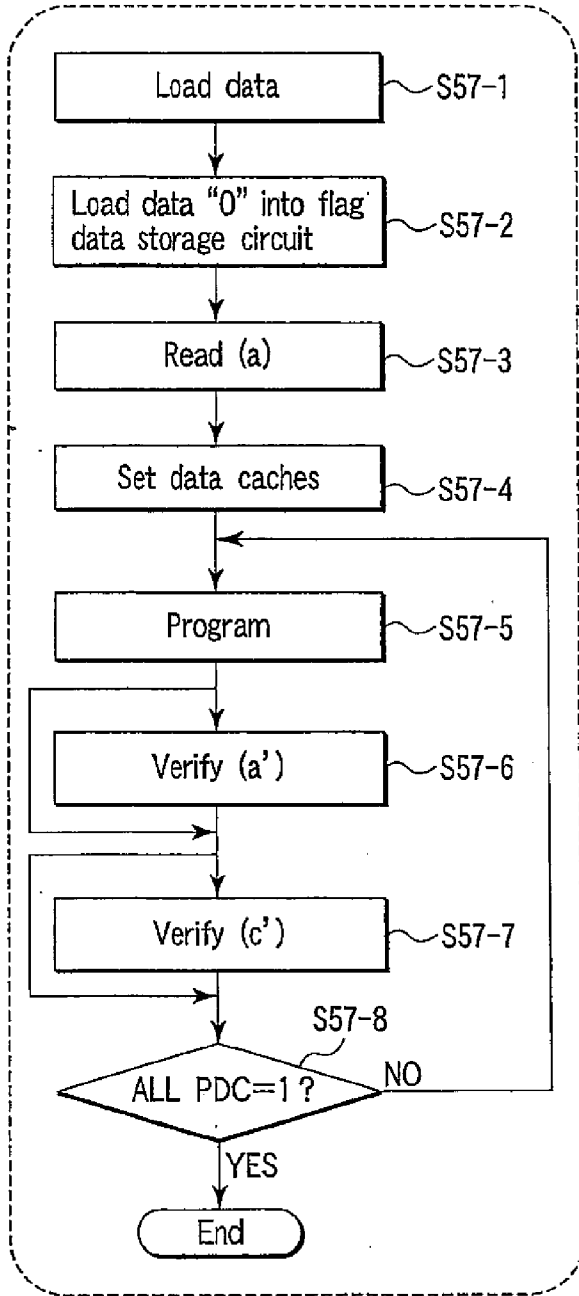 Load data
S57-1
Load data "0" into flag
data storage circuit
S57-2
Read (a)
S57-3
Set data caches
S57-4
Program
S57-5
Verify (a')
S57-6
Verify (c')
S57-7
S57-8
ALL PDC=1?
NO
YES
End